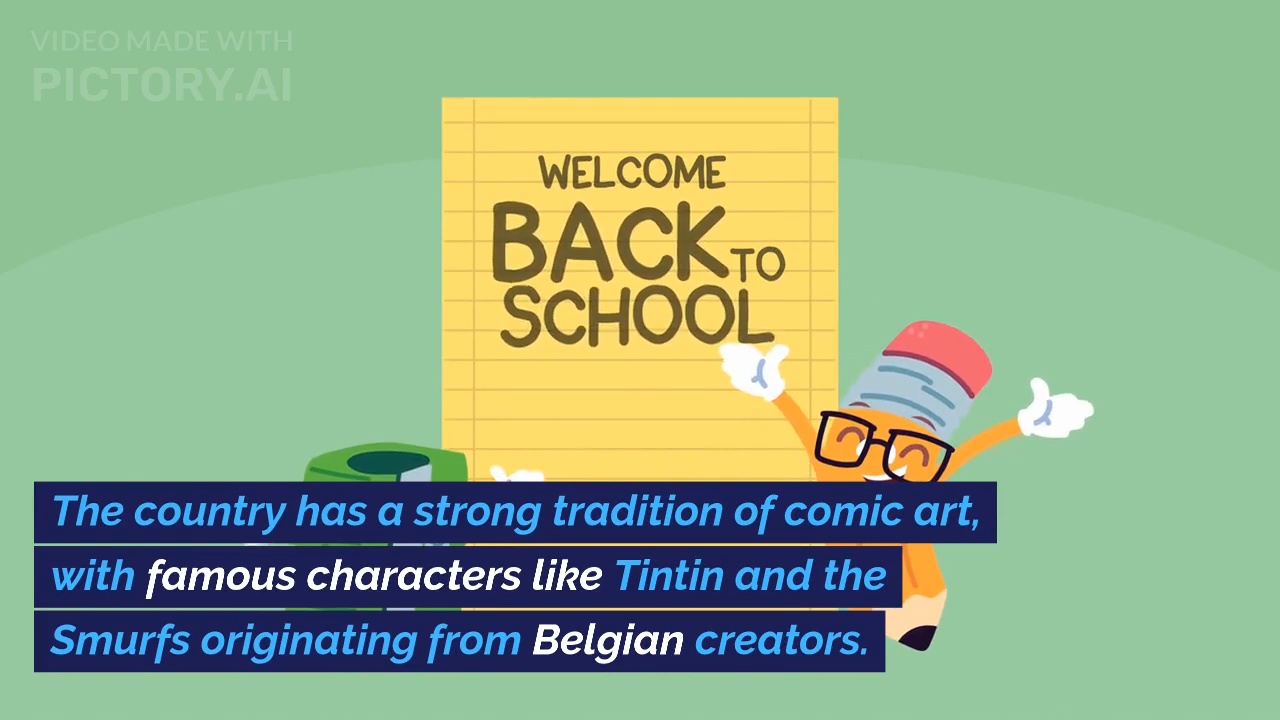 VIDEO MADE WITH
PICTORY.AI
WELCOME
BACK TO
SCHOOL
The country has a strong tradition of comic art,
with famous characters like Tintin and the
Smurfs originating from Belgian creators.